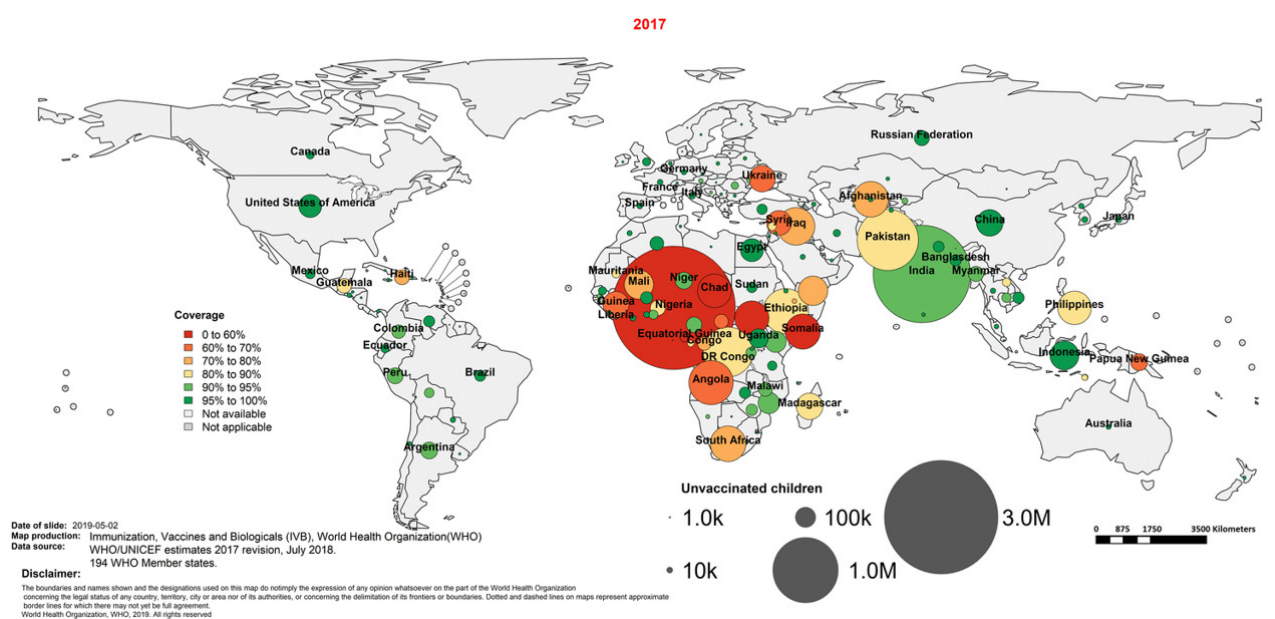 2017
Russian Federation
Canada
Germany
Ukraine
France
Italy
Afghanistan
United States of America
Spain
Syria
Iraq
China
Japan
Pakistan
Egypt
Bangladesh
India
Myanmar
Mexico
Haiti
Guatemala
Mauritania
Mali
Niger
Chad
Sudan
Guinea
Nigeria
Ethiopia
Philippines
Liberia
Coverage
0 to 60%
60% to 70%
70% to 80%
80% to 90%
90% to 95%
95% to 100%
Not available
Not applicable
Colombia
Equatorial Guinea
Uganda
Somalia
Ecuador
Congo
DR Congo
Indonesia
Papua New Guinea
Peru
Brazil
Angola
Malawi
Madagascar
Australia
Argentina
South Africa
Unvaccinated children
1.0k
100k
3.0M
10k
1.0M
0 875 1750 3500 Kilometers
Date of slide: 2019-05-02
Map production: Immunization, Vaccines and Biologicals (IVB), World Health Organization(WHO)
Data source: WHO/UNICEF estimates 2017 revision, July 2018.
194 WHO Member states.
Disclaimer:
The boundaries and names shown and the designations used on this map do notimply the expression of any opinion whatsoever on the part of the World Health Organization
concerning the legal status of any country, territory, city or area nor of its authorities, or concerning the delimitation of its frontiers or boundaries. Dotted and dashed lines on maps represent approximate
border lines for which there may not yet be full agreement.
World Health Organization, WHO, 2019. All rights reserved